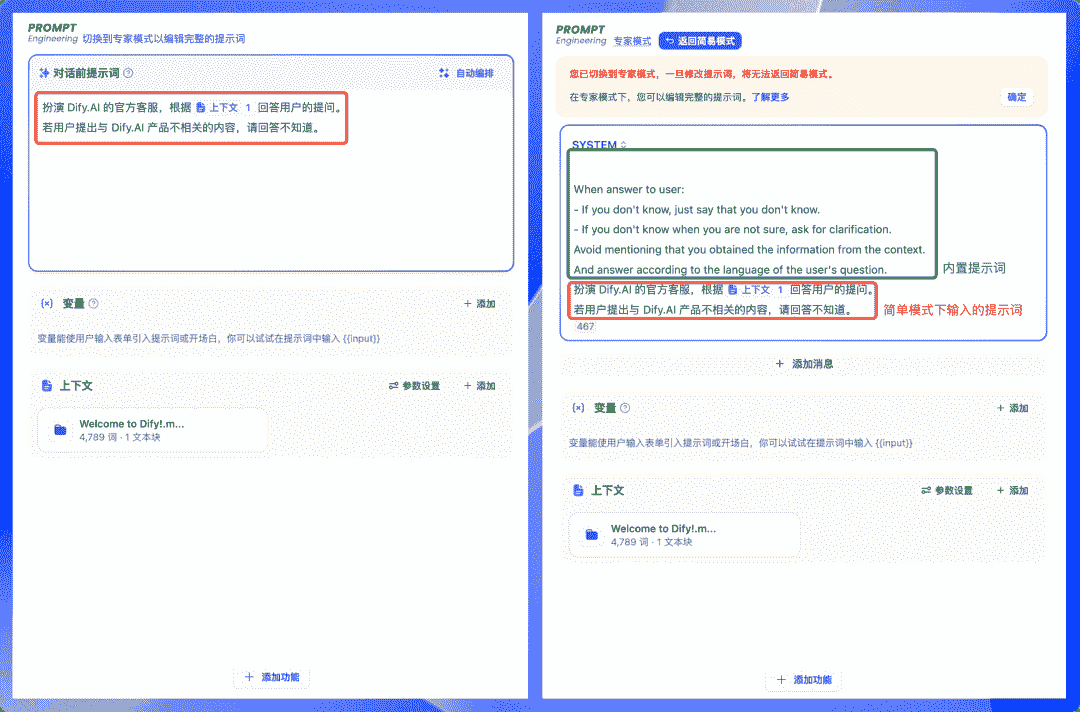 PROMPT
Engineering 切换到专家模式以编辑完整的提示词
对话前提示词
自动编排
扮演 Dify.AI 的官方客服，根据 上下文 1 回答用户的提问。
若用户提出与 Dify.AI 产品不相关的内容，请回答不知道。
{x} 变量
+ 添加
变量能使用户输入表单引入提示词或开场白，你可以试试在提示词中输入 {{input}}
上下文
参数设置
+ 添加
Welcome to Dify!.m...
4,789 词 · 1 文本块
+ 添加功能
PROMPT
Engineering 专家模式 返回简易模式
您已切换到专家模式，一旦修改提示词，将无法返回简易模式。
在专家模式下，您可以编辑完整的提示词。了解更多
确定
SYSTEM
When answer to user:
- If you don't know, just say that you don't know.
- If you don't know when you are not sure, ask for clarification.
Avoid mentioning that you obtained the information from the context.
And answer according to the language of the user's question.
内置提示词
扮演 Dify.AI 的官方客服，根据 上下文 1 回答用户的提问。
若用户提出与 Dify.AI 产品不相关的内容，请回答不知道。
简单模式下输入的提示词
467
+ 添加消息
{x} 变量
+ 添加
变量能使用户输入表单引入提示词或开场白，你可以试试在提示词中输入 {{input}}
上下文
参数设置
+ 添加
Welcome to Dify!.m...
4,789 词 · 1 文本块
+ 添加功能